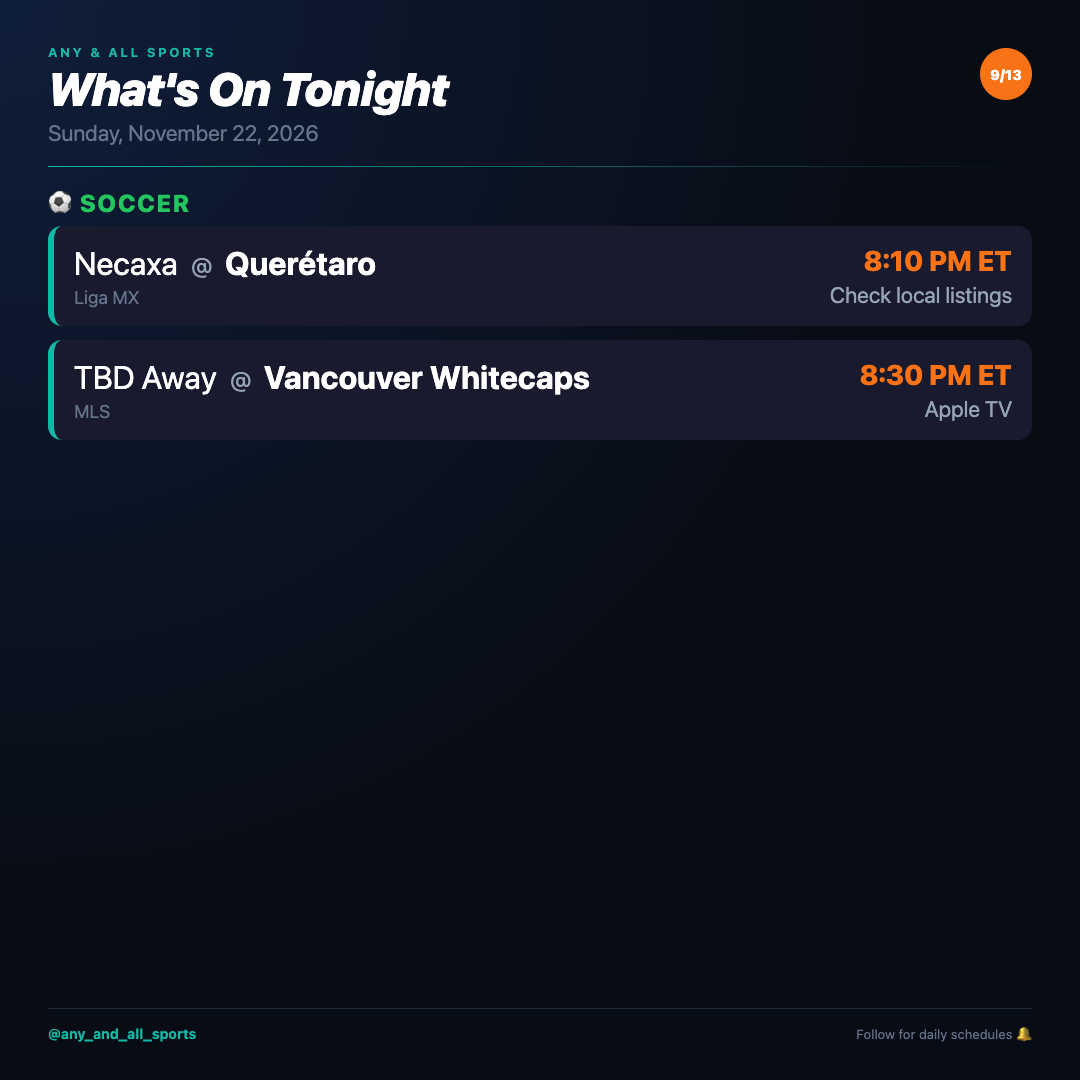 ANY & ALL SPORTS
What's On Tonight
Sunday, November 22, 2026
9/13
SOCCER
Necaxa @ Querétaro
8:10 PM ET
Liga MX
Check local listings
TBD Away @ Vancouver Whitecaps
8:30 PM ET
MLS
Apple TV
@any_and_all_sports
Follow for daily schedules